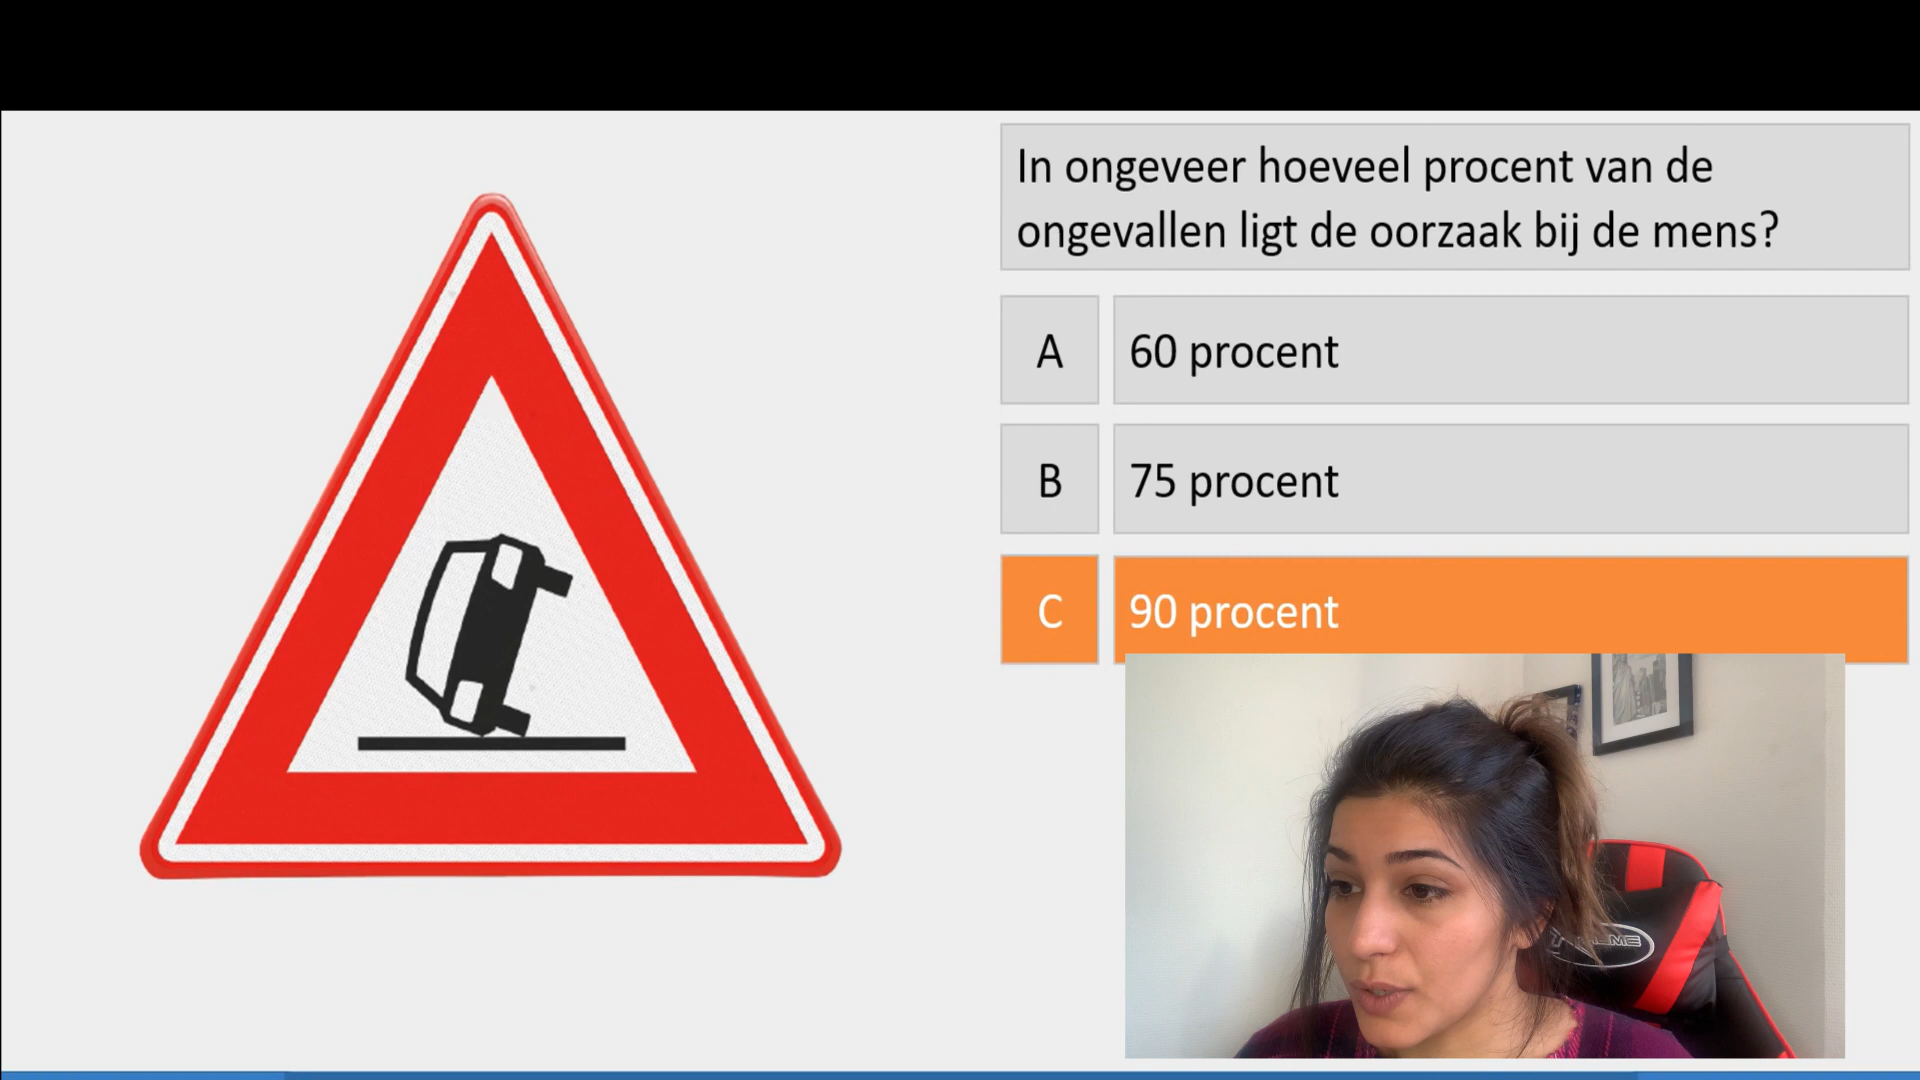 In ongeveer hoeveel procent van de
ongevallen ligt de oorzaak bij de mens?
A 60 procent
B 75 procent
C 90 procent